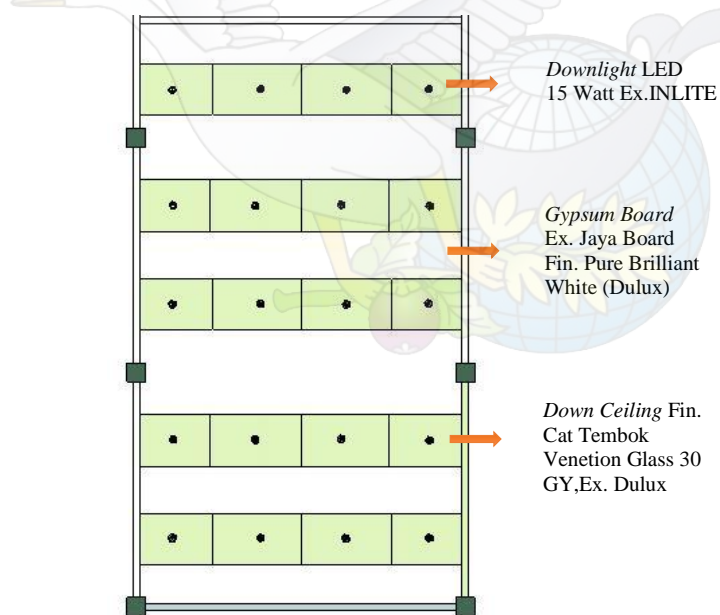 Downlight LED
15 Watt Ex.INLITE
Gypsum Board
Ex. Jaya Board
Fin. Pure Brilliant
White (Dulux)
Down Ceiling Fin.
Cat Tembok
Venetion Glass 30
GY,Ex. Dulux